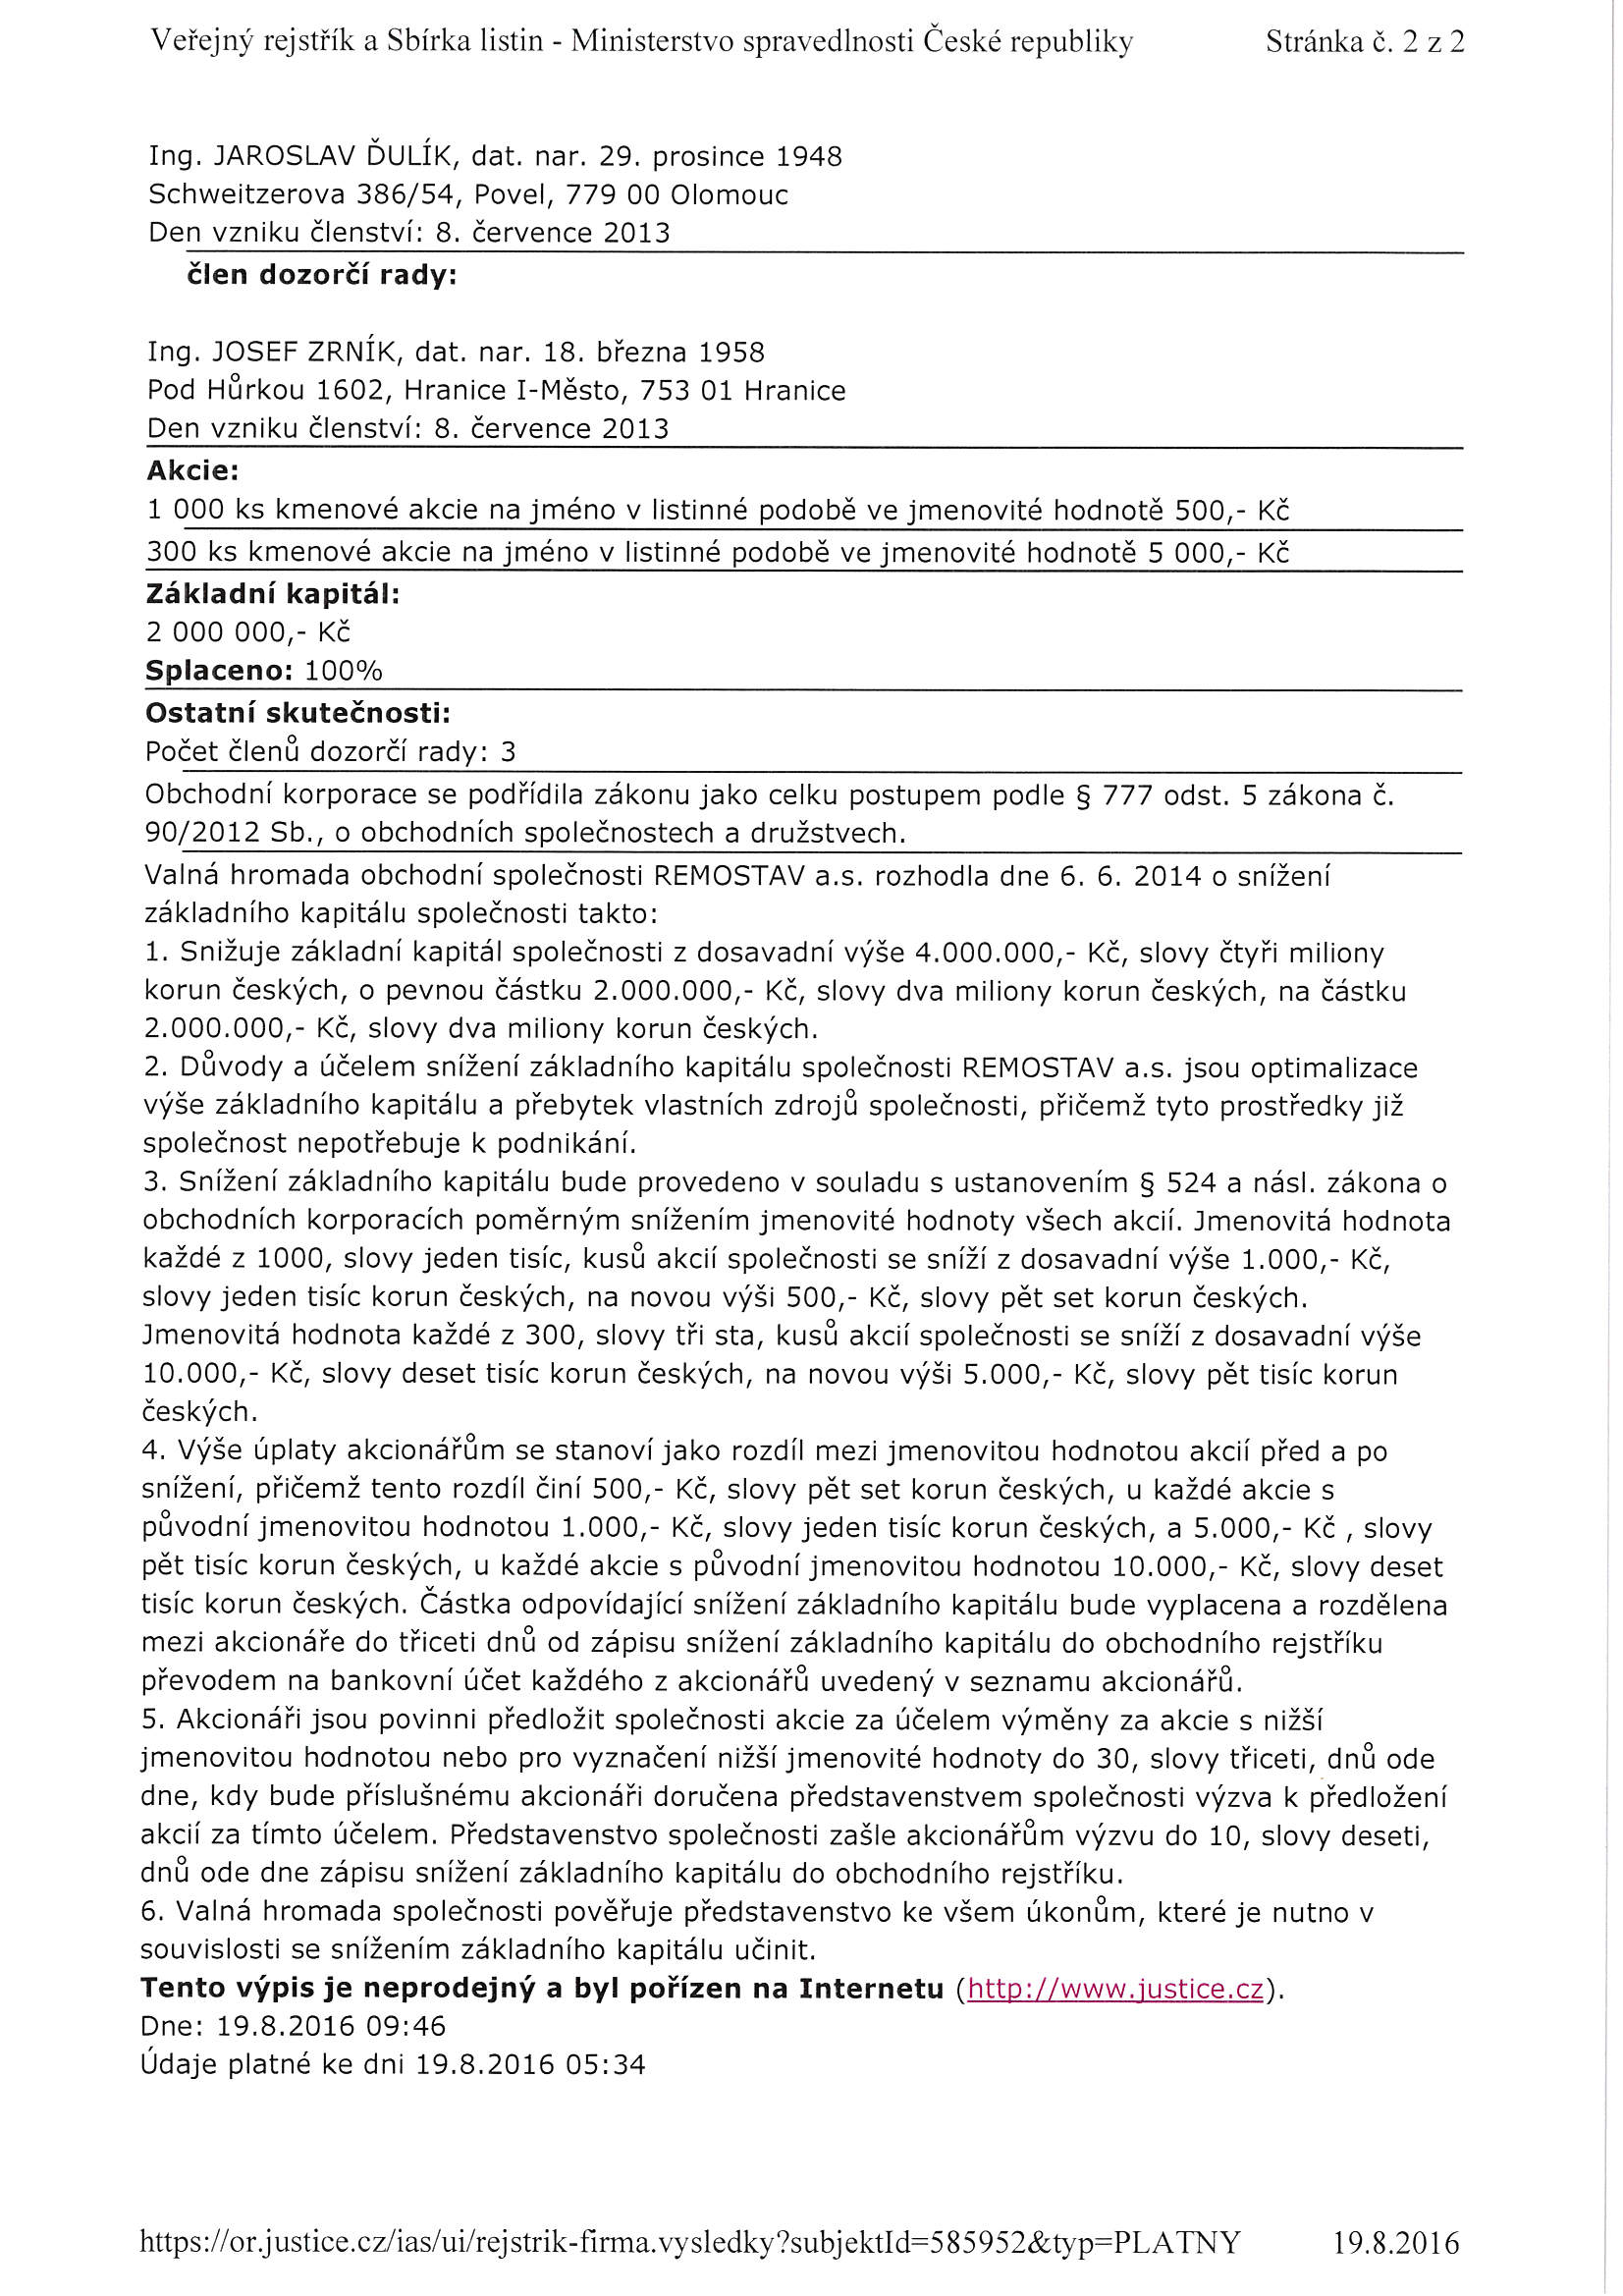 Veřejný rejstřík a Sbírka listin - Ministerstvo spravedlnosti České republiky Stránka č. 2 z 2
Ing. JAROSLAV ĎULÍK, dat. nar. 29. prosince 1948
Schweitzerova 386/54, Povel, 779 00 Olomouc
Den vzniku členství: 8. července 2013
člen dozorčí rady:
Ing. JOSEF ZRNÍK, dat. nar. 18. března 1958
Pod Hůrkou 1602, Hranice I-Město, 753 01 Hranice
Den vzniku členství: 8. července 2013
Akcie:
1 000 ks kmenové akcie na jméno v listinné podobě ve jmenovité hodnotě 500,- Kč
300 ks kmenové akcie na jméno v listinné podobě ve jmenovité hodnotě 5 000,- Kč
Základní kapitál:
2 000 000,- Kč
Splaceno: 100%
Ostatní skutečnosti:
Počet členů dozorčí rady: 3
Obchodní korporace se podřídila zákonu jako celku postupem podle § 777 odst. 5 zákona č.
90/2012 Sb., o obchodních společnostech a družstvech.
Valná hromada obchodní společnosti REMOSTAV a.s. rozhodla dne 6. 6. 2014 o snížení
základního kapitálu společnosti takto:
1. Snižuje základní kapitál společnosti z dosavadní výše 4.000.000,- Kč, slovy čtyři miliony
korun českých, o pevnou částku 2.000.000,- Kč, slovy dva miliony korun českých, na částku
2.000.000,- Kč, slovy dva miliony korun českých.
2. Důvody a účelem snížení základního kapitálu společnosti REMOSTAV a.s. jsou optimalizace
výše základního kapitálu a přebytek vlastních zdrojů společnosti, přičemž tyto prostředky již
společnost nepotřebuje k podnikání.
3. Snížení základního kapitálu bude provedeno v souladu s ustanovením § 524 a násl. zákona o
obchodních korporacích poměrným snížením jmenovité hodnoty všech akcií. Jmenovitá hodnota
každé z 1000, slovy jeden tisíc, kusů akcií společnosti se sníží z dosavadní výše 1.000,- Kč,
slovy jeden tisíc korun českých, na novou výši 500,- Kč, slovy pět set korun českých.
Jmenovitá hodnota každé z 300, slovy tři sta, kusů akcií společnosti se sníží z dosavadní výše
10.000,- Kč, slovy deset tisíc korun českých, na novou výši 5.000,- Kč, slovy pět tisíc korun
českých.
4. Výše úplaty akcionářům se stanoví jako rozdíl mezi jmenovitou hodnotou akcií před a po
snížení, přičemž tento rozdíl činí 500,- Kč, slovy pět set korun českých, u každé akcie s
původní jmenovitou hodnotou 1.000,- Kč, slovy jeden tisíc korun českých, a 5.000,- Kč , slovy
pět tisíc korun českých, u každé akcie s původní jmenovitou hodnotou 10.000,- Kč, slovy deset
tisíc korun českých. Částka odpovídající snížení základního kapitálu bude vyplacena a rozdělena
mezi akcionáře do třiceti dnů od zápisu snížení základního kapitálu do obchodního rejstříku
převodem na bankovní účet každého z akcionářů uvedený v seznamu akcionářů.
5. Akcionáři jsou povinni předložit společnosti akcie za účelem výměny za akcie s nižší
jmenovitou hodnotou nebo pro vyznačení nižší jmenovité hodnoty do 30, slovy třiceti, dnů ode
dne, kdy bude příslušnému akcionáři doručena představenstvem společnosti výzva k předložení
akcií za tímto účelem. Představenstvo společnosti zašle akcionářům výzvu do 10, slovy deseti,
dnů ode dne zápisu snížení základního kapitálu do obchodního rejstříku.
6. Valná hromada společnosti pověřuje představenstvo ke všem úkonům, které je nutno v
souvislosti se snížením základního kapitálu učinit.
Tento výpis je neprodejný a byl pořízen na Internetu (http://www.justice.cz).
Dne: 19.8.2016 09:46
Údaje platné ke dni 19.8.2016 05:34
https://or.justice.cz/ias/ui/rejstrik-firma.vysledky?subjektId=585952&typ=PLATNY 19.8.2016